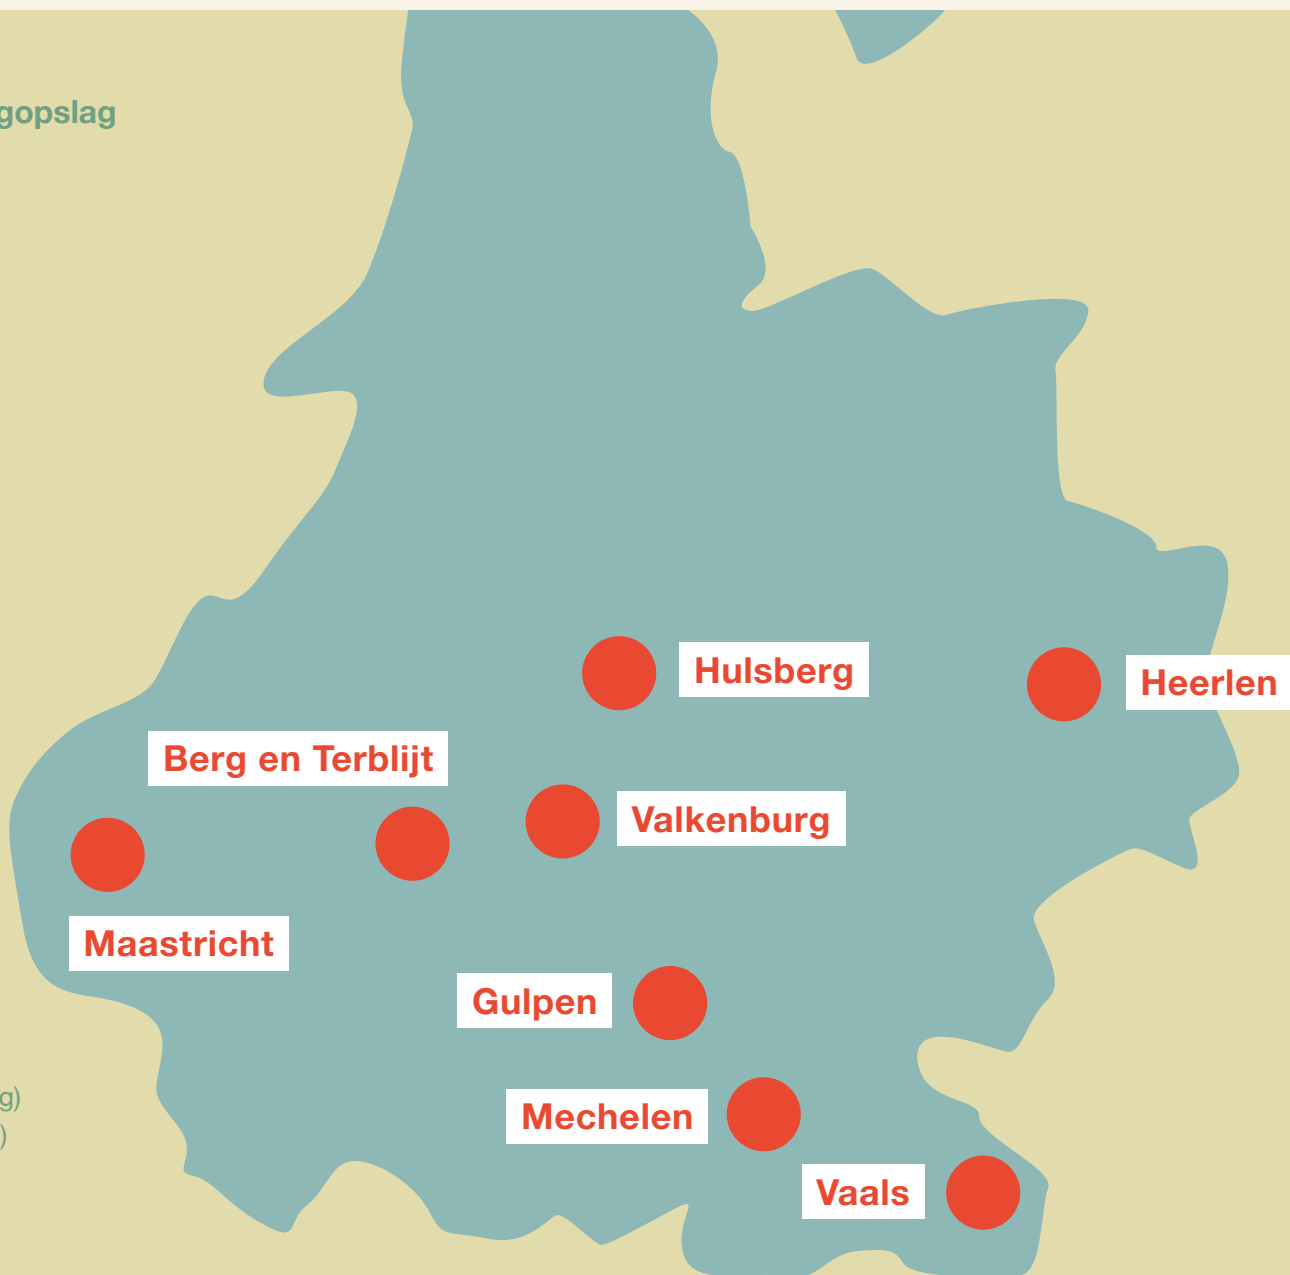 gopslag
Hulsberg
Heerlen
Berg en Terblijt
Valkenburg
Maastricht
Gulpen
g)
Mechelen
)
Vaals